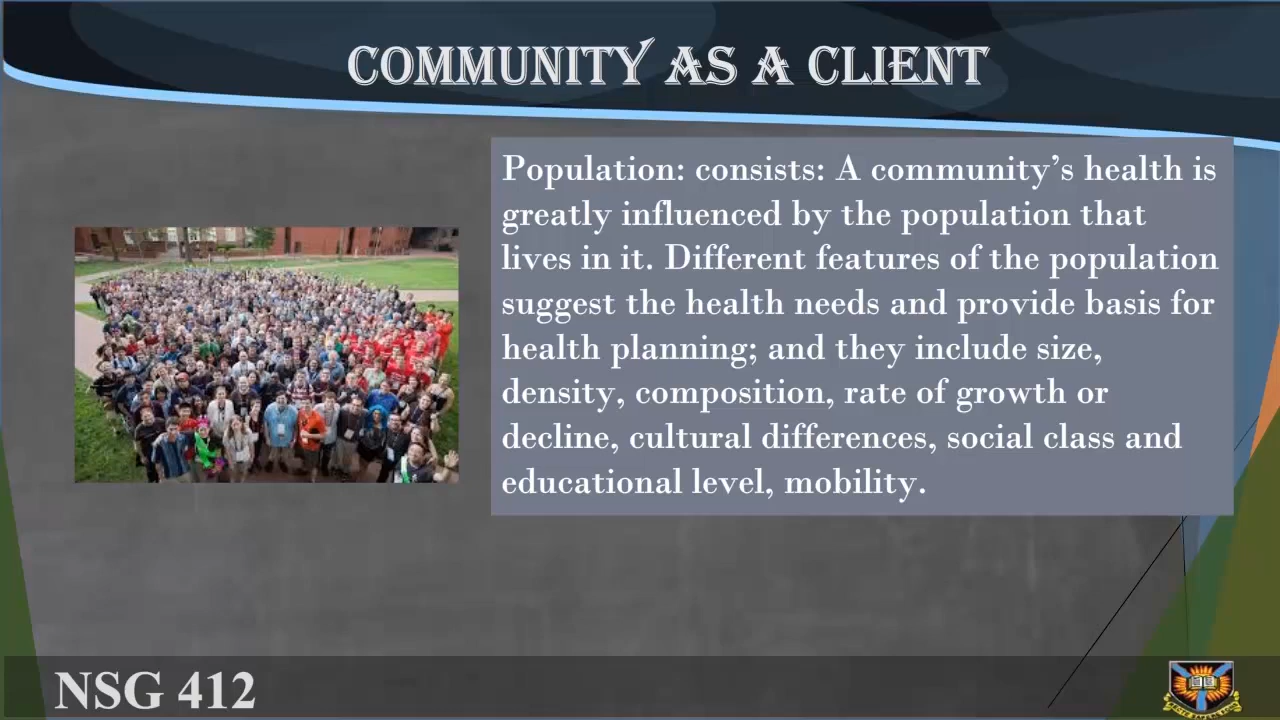 COMMUNITY AS A CLIENT
Population: consists: A community’s health is
greatly influenced by the population that
lives in it. Different features of the population
suggest the health needs and provide basis for
health planning; and they include size,
density, composition, rate of growth or
decline, cultural differences, social class and
educational level, mobility.
NSG 412